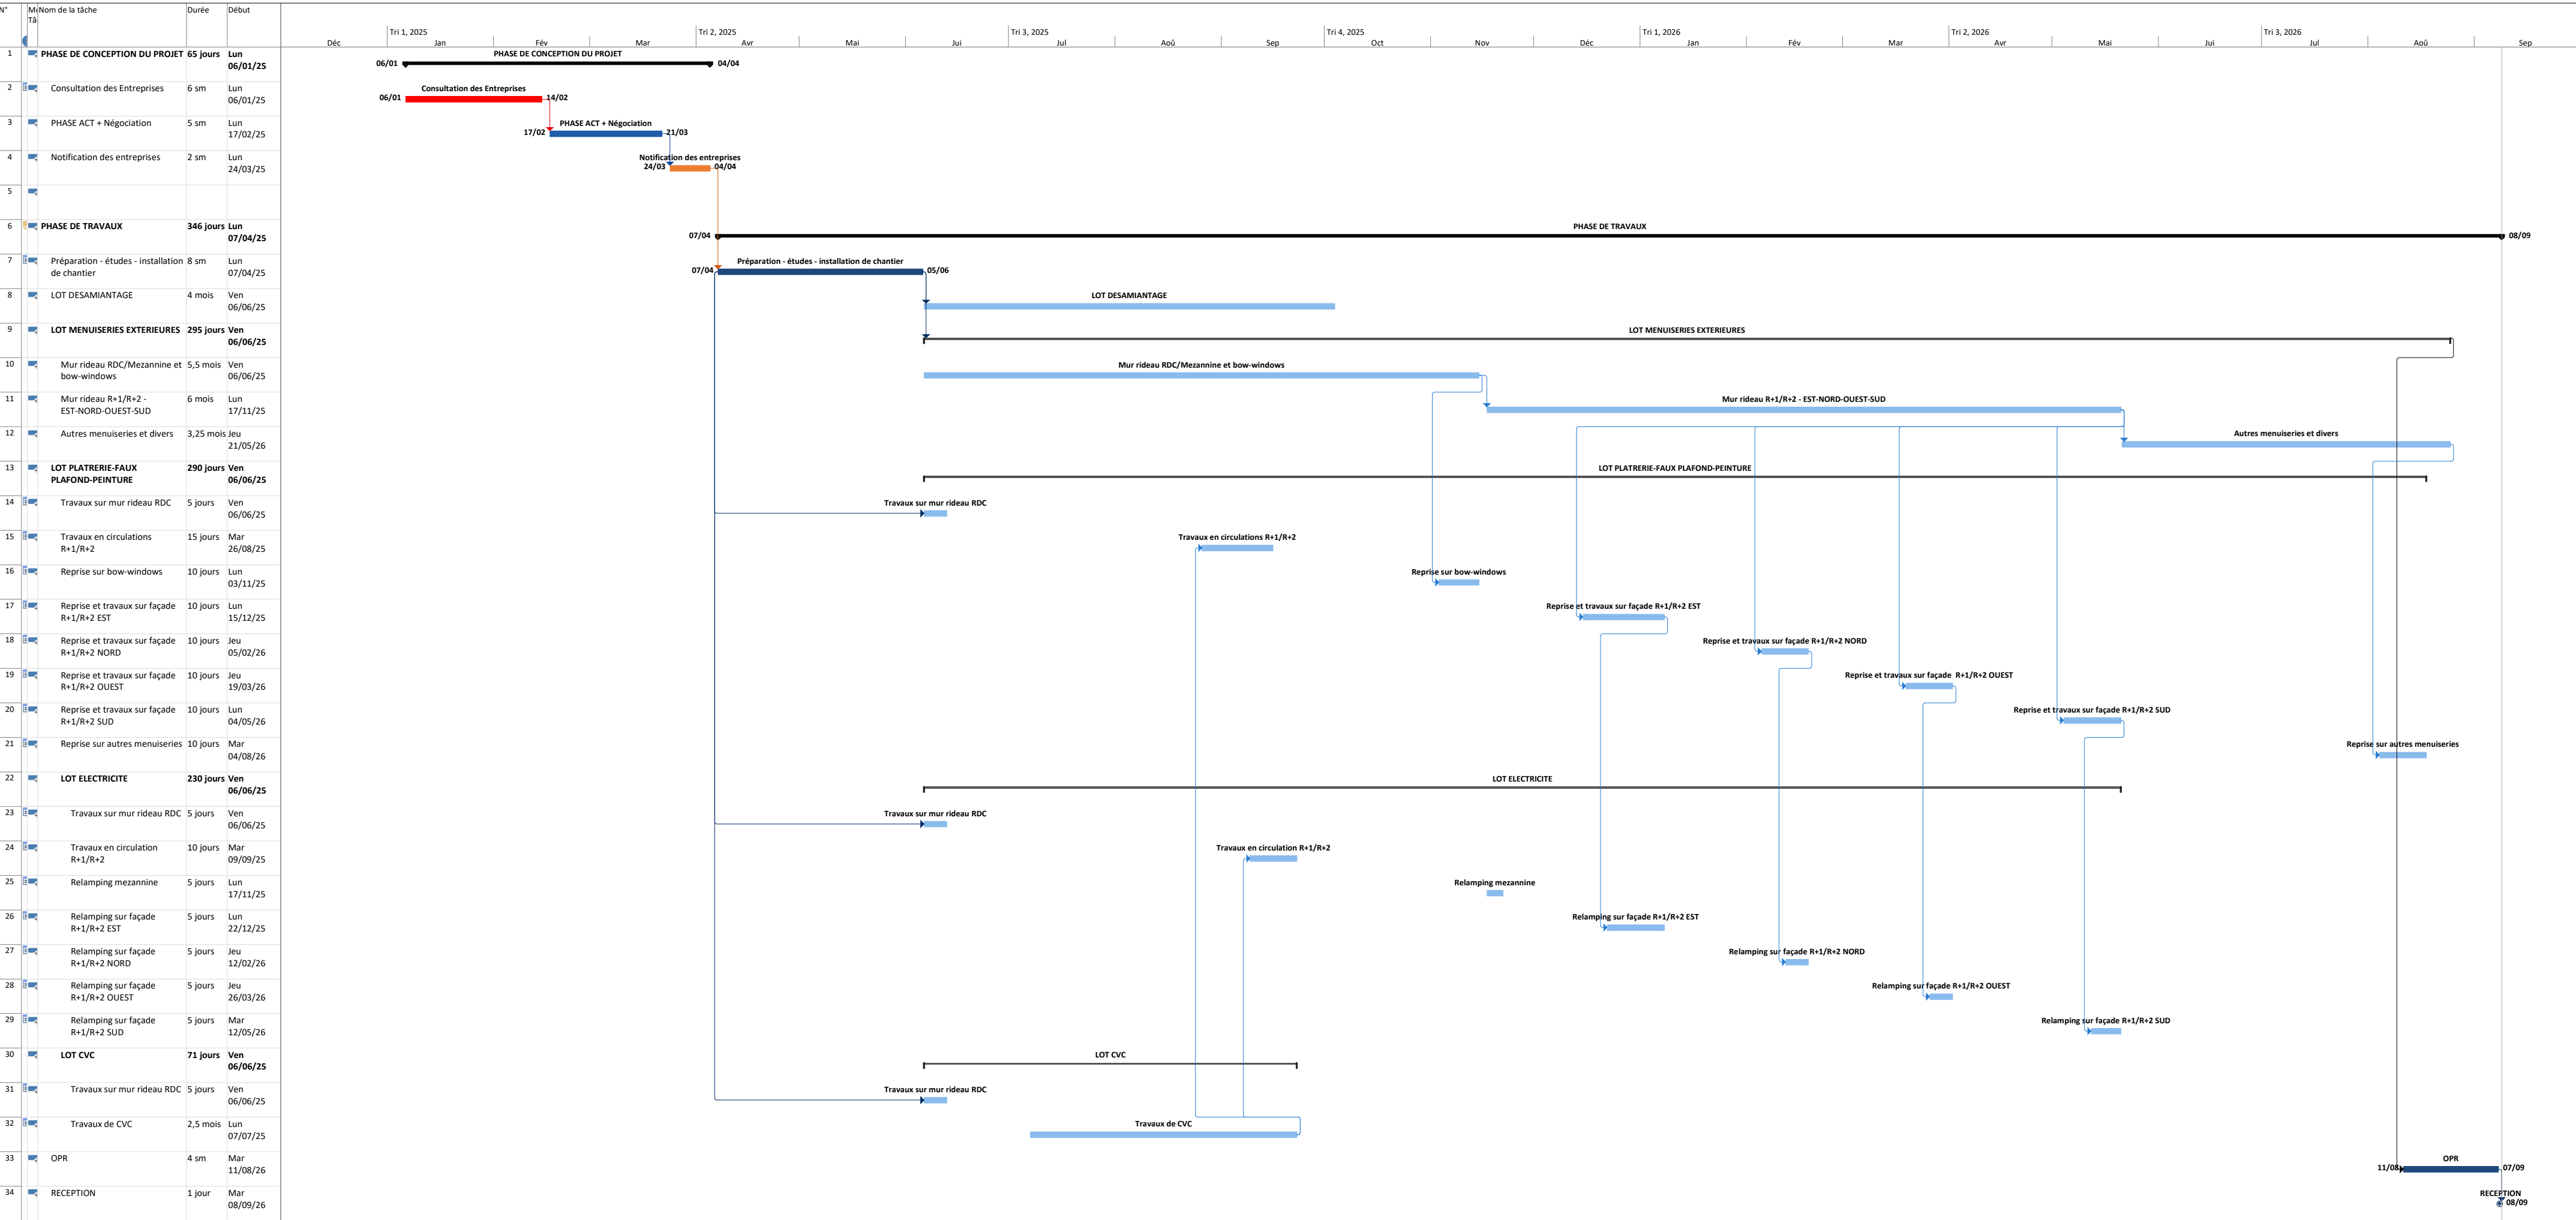 N°
Mo
Tâ
Nom de la tâche
Durée
Début
Tri 1, 2025
Tri 2, 2025
Tri 3, 2025
Tri 4, 2025
Tri 1, 2026
Tri 2, 2026
Tri 3, 2026
Déc
Jan
Fév
Mar
Avr
Mai
Jui
Jul
Aoû
Sep
Oct
Nov
Déc
Jan
Fév
Mar
Avr
Mai
Jui
Jul
Aoû
Sep
1
PHASE DE CONCEPTION DU PROJET
65 jours
Lun
06/01/25
PHASE DE CONCEPTION DU PROJET
06/01
04/04
2
Consultation des Entreprises
6 sm
Lun
06/01/25
Consultation des Entreprises
06/01
14/02
3
PHASE ACT + Négociation
5 sm
Lun
17/02/25
PHASE ACT + Négociation
17/02
21/03
4
Notification des entreprises
2 sm
Lun
24/03/25
Notification des entreprises
24/03
04/04
5
6
PHASE DE TRAVAUX
346 jours
Lun
07/04/25
PHASE DE TRAVAUX
07/04
08/09
7
Préparation - études - installation
de chantier
8 sm
Lun
07/04/25
Préparation - études - installation de chantier
07/04
05/06
8
LOT DESAMIANTAGE
4 mois
Ven
06/06/25
LOT DESAMIANTAGE
9
LOT MENUISERIES EXTERIEURES
295 jours
Ven
06/06/25
LOT MENUISERIES EXTERIEURES
10
Mur rideau RDC/Mezannine et
bow-windows
5,5 mois
Ven
06/06/25
Mur rideau RDC/Mezannine et bow-windows
11
Mur rideau R+1/R+2 -
EST-NORD-OUEST-SUD
6 mois
Lun
17/11/25
Mur rideau R+1/R+2 - EST-NORD-OUEST-SUD
12
Autres menuiseries et divers
3,25 mois
Jeu
21/05/26
Autres menuiseries et divers
13
LOT PLATRERIE-FAUX
PLAFOND-PEINTURE
290 jours
Ven
06/06/25
LOT PLATRERIE-FAUX PLAFOND-PEINTURE
14
Travaux sur mur rideau RDC
5 jours
Ven
06/06/25
Travaux sur mur rideau RDC
15
Travaux en circulations
R+1/R+2
15 jours
Mar
26/08/25
Travaux en circulations R+1/R+2
16
Reprise sur bow-windows
10 jours
Lun
03/11/25
Reprise sur bow-windows
17
Reprise et travaux sur façade
R+1/R+2 EST
10 jours
Lun
15/12/25
Reprise et travaux sur façade R+1/R+2 EST
18
Reprise et travaux sur façade
R+1/R+2 NORD
10 jours
Jeu
05/02/26
Reprise et travaux sur façade R+1/R+2 NORD
19
Reprise et travaux sur façade
R+1/R+2 OUEST
10 jours
Jeu
19/03/26
Reprise et travaux sur façade R+1/R+2 OUEST
20
Reprise et travaux sur façade
R+1/R+2 SUD
10 jours
Lun
04/05/26
Reprise et travaux sur façade R+1/R+2 SUD
21
Reprise sur autres menuiseries
10 jours
Mar
04/08/26
Reprise sur autres menuiseries
22
LOT ELECTRICITE
230 jours
Ven
06/06/25
LOT ELECTRICITE
23
Travaux sur mur rideau RDC
5 jours
Ven
06/06/25
Travaux sur mur rideau RDC
24
Travaux en circulation
R+1/R+2
10 jours
Mar
09/09/25
Travaux en circulation R+1/R+2
25
Relamping mezannine
5 jours
Lun
17/11/25
Relamping mezannine
26
Relamping sur façade
R+1/R+2 EST
5 jours
Lun
22/12/25
Relamping sur façade R+1/R+2 EST
27
Relamping sur façade
R+1/R+2 NORD
5 jours
Jeu
12/02/26
Relamping sur façade R+1/R+2 NORD
28
Relamping sur façade
R+1/R+2 OUEST
5 jours
Jeu
26/03/26
Relamping sur façade R+1/R+2 OUEST
29
Relamping sur façade
R+1/R+2 SUD
5 jours
Mar
12/05/26
Relamping sur façade R+1/R+2 SUD
30
LOT CVC
71 jours
Ven
06/06/25
LOT CVC
31
Travaux sur mur rideau RDC
5 jours
Ven
06/06/25
Travaux sur mur rideau RDC
32
Travaux de CVC
2,5 mois
Lun
07/07/25
Travaux de CVC
33
OPR
4 sm
Mar
11/08/26
OPR
11/08
07/09
34
RECEPTION
1 jour
Mar
08/09/26
RECEPTION
08/09